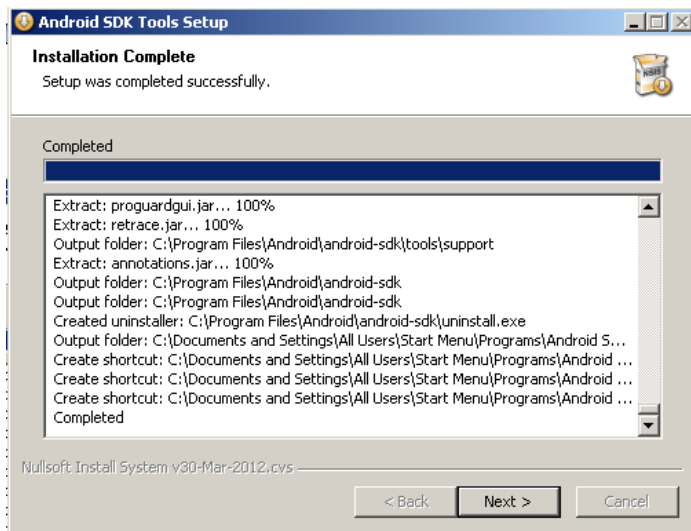 Android SDK Tools Setup
Installation Complete
Setup was completed successfully.
NSIS
Completed
Extract: proguardgui.jar... 100%
Extract: retrace.jar... 100%
Output folder: C:\Program Files\Android\android-sdk\tools\support
Extract: annotations.jar... 100%
Output folder: C:\Program Files\Android\android-sdk
Output folder: C:\Program Files\Android\android-sdk
Created uninstaller: C:\Program Files\Android\android-sdk\uninstall.exe
Output folder: C:\Documents and Settings\All Users\Start Menu\Programs\Android S...
Create shortcut: C:\Documents and Settings\All Users\Start Menu\Programs\Android ...
Create shortcut: C:\Documents and Settings\All Users\Start Menu\Programs\Android ...
Create shortcut: C:\Documents and Settings\All Users\Start Menu\Programs\Android ...
Completed
Nullsoft Install System v30-Mar-2012.cvs
< Back Next > Cancel